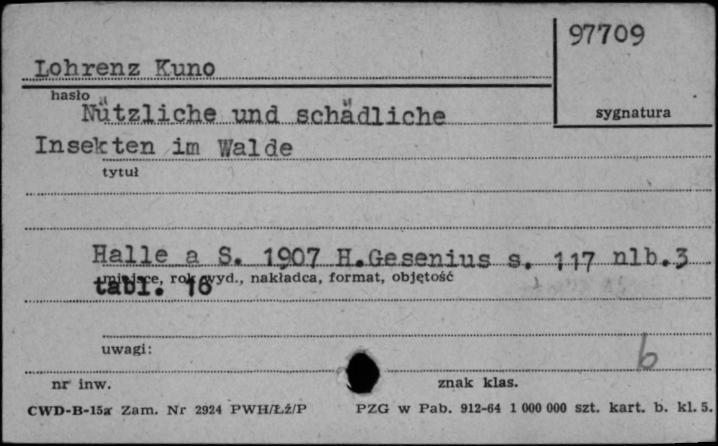 97709
Lohrenz Kuno
hasło
Nützliche und schädliche
sygnatura
Insekten im Walde
tytuł
Halle a S. 1907 H.Gesenius s. 117 nlb.3
miejsce, rok wyd., nakładca, format, objętość
tabl. 16
uwagi:
b
nr inw.
znak klas.
CWD-B-15a Zam. Nr 2924 PWH/Łź/P PZG w Pab. 912-64 1 000 000 szt. kart. b. kl. 5.